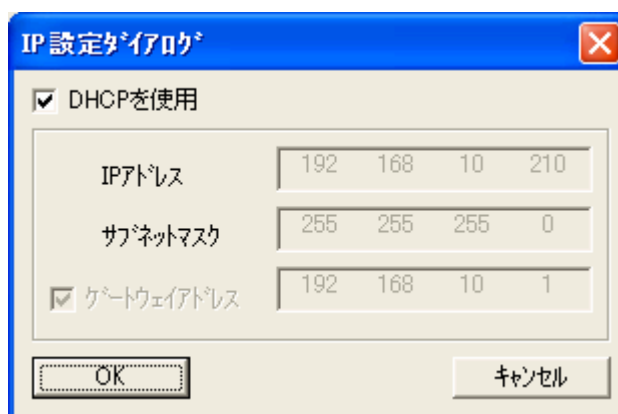 IP 設定ﾀﾞｲｱﾛｸﾞ
DHCPを使用
IPｱﾄﾞﾚｽ 192 168 10 210
ｻﾌﾞﾈｯﾄﾏｽｸ 255 255 255 0
ｹﾞｰﾄｳｪｲｱﾄﾞﾚｽ 192 168 10 1
OK ｷｬﾝｾﾙ